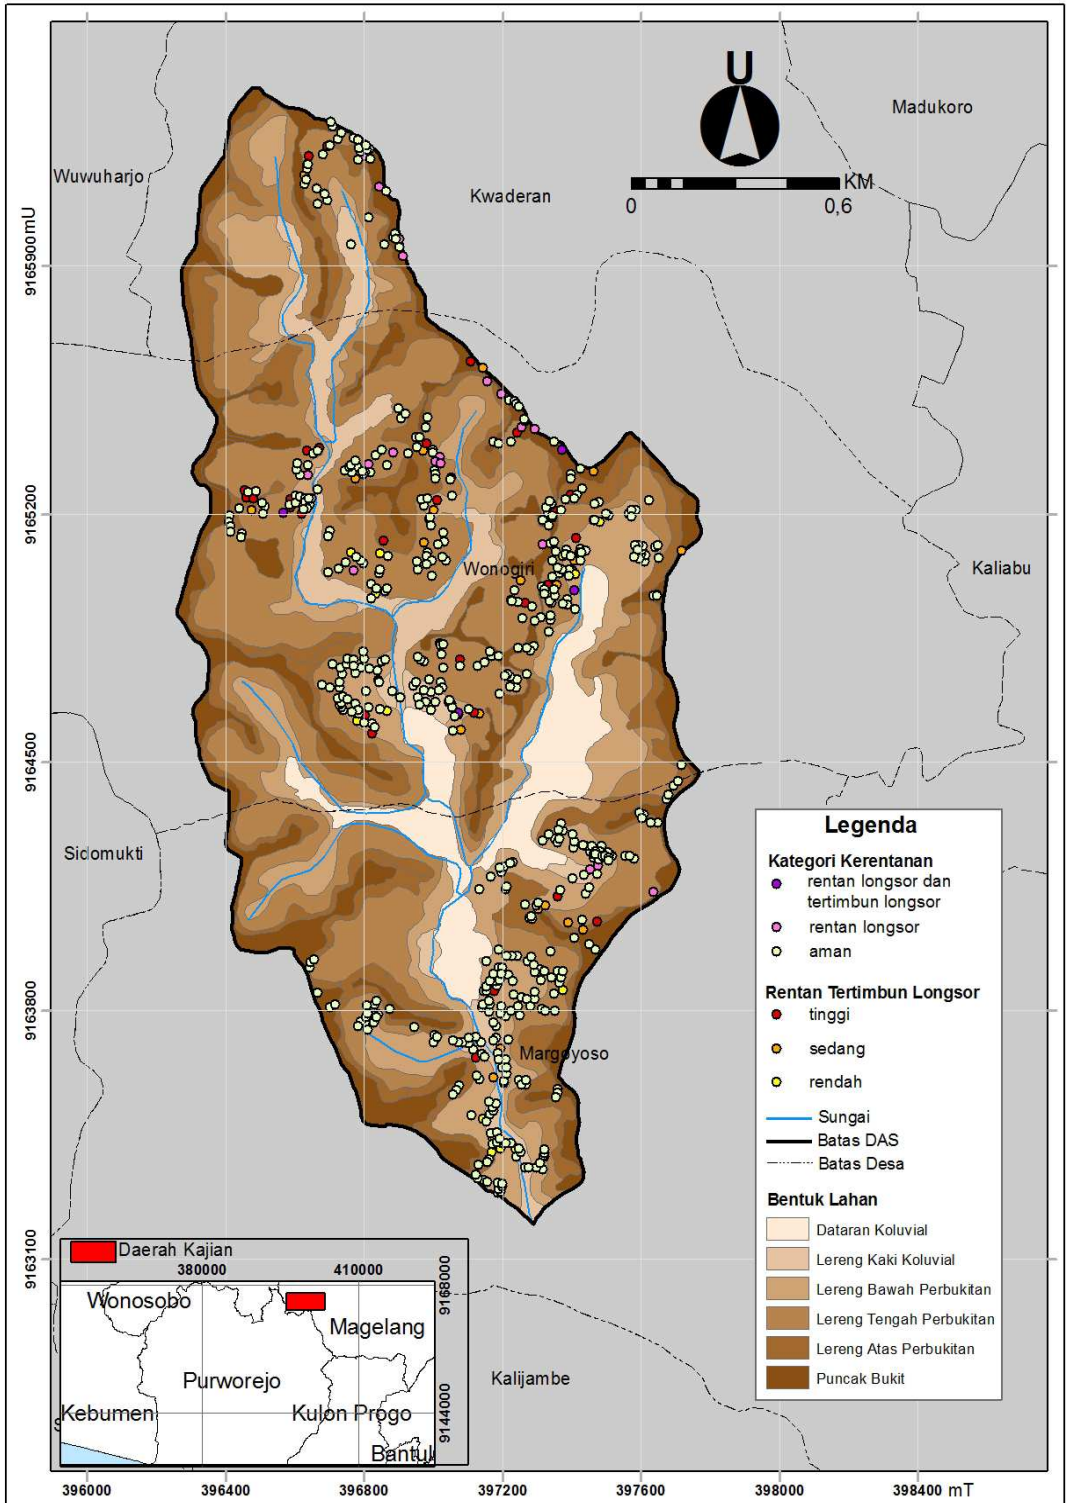 U
Madukoro
Wuwuharjo
Kwaderan
KM
0
0,6
9165900mU
9165200
9164500
9163800
9163100
Wonogiri
Kaliabu
Sidomukti
Margoyoso
Kalijambe
Legenda
Kategori Kerentanan
rentan longsor dan
tertimbun longsor
rentan longsor
aman
Rentan Tertimbun Longsor
tinggi
sedang
rendah
Sungai
Batas DAS
Batas Desa
Bentuk Lahan
Dataran Koluvial
Lereng Kaki Koluvial
Lereng Bawah Perbukitan
Lereng Tengah Perbukitan
Lereng Atas Perbukitan
Puncak Bukit
Daerah Kajian
380000
410000
9168000
9144000
Wonosobo
Magelang
Purworejo
Kebumen
Kulon Progo
Bantul
396000
396400
396800
397200
397600
398000
398400 mT